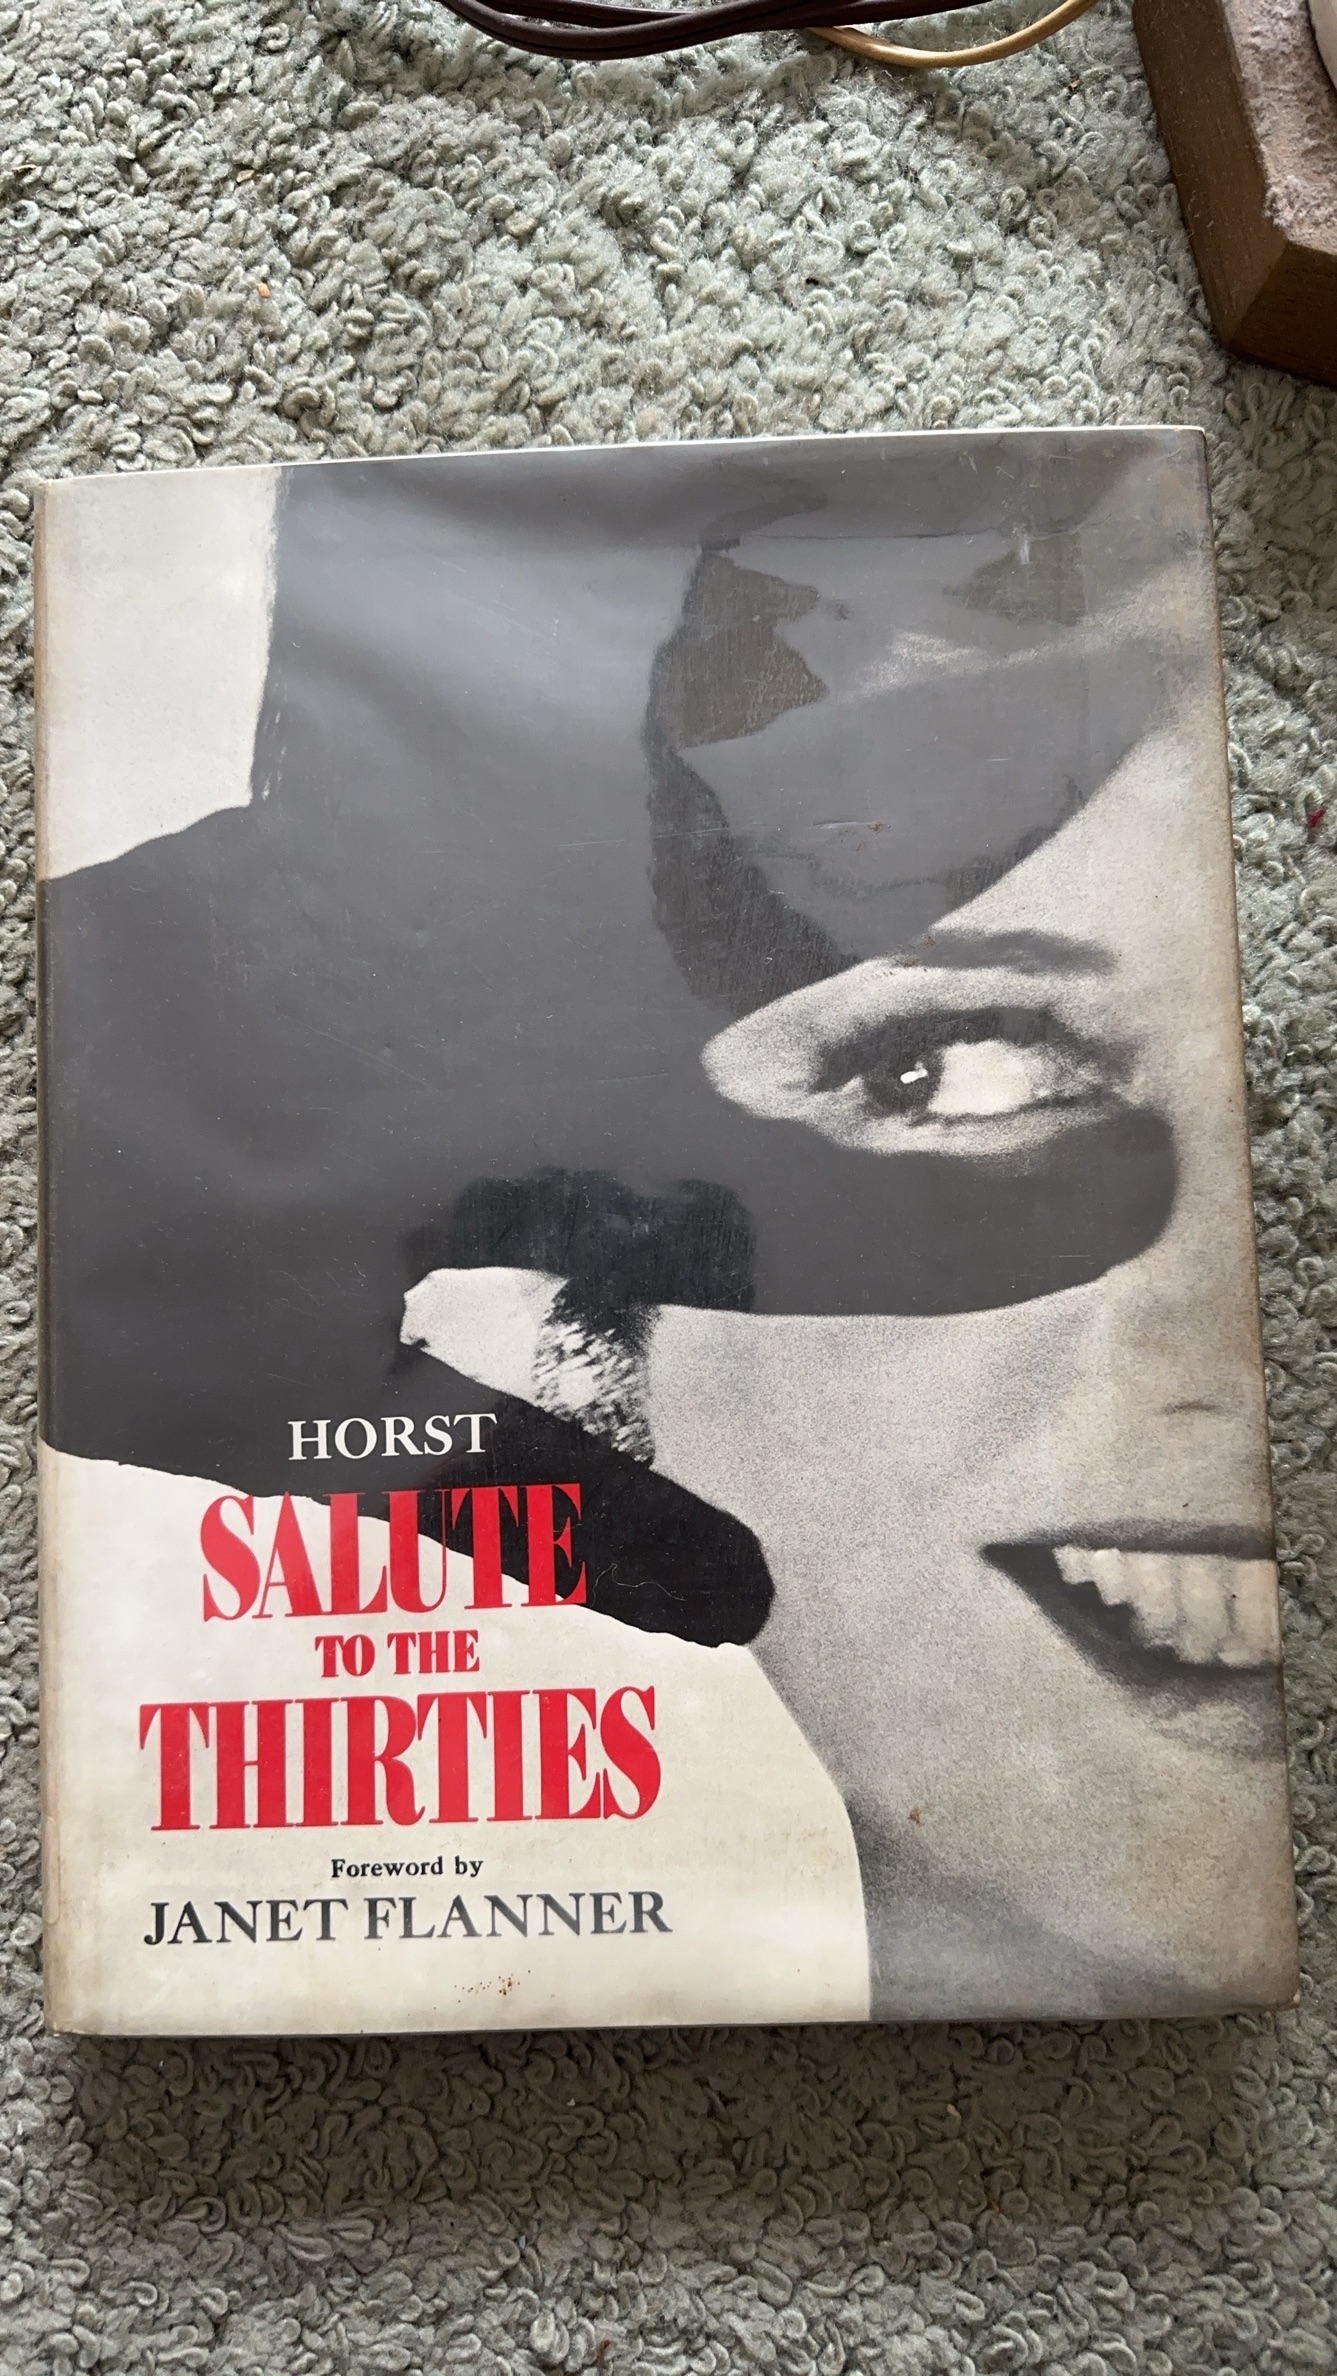 HORST
SALUTE
TO THE
THIRTIES
Foreword by
JANET FLANNER